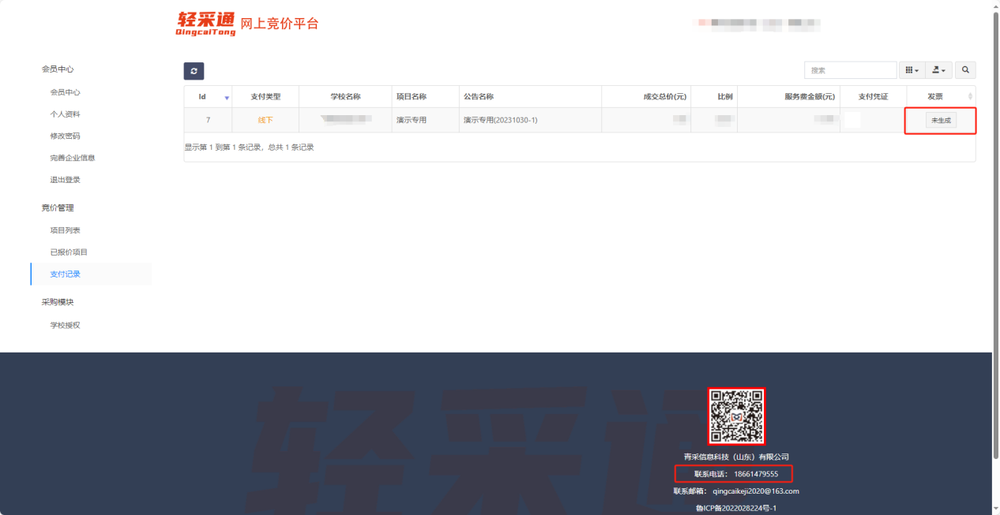 轻采通 网上竞价平台
QingcaiTong
会员中心
会员中心
个人资料
修改密码
完善企业信息
退出登录
竞价管理
项目列表
已报价项目
支付记录
采购模块
学校授权
搜索
Id 支付类型 学校名称 项目名称 公告名称 成交总价(元) 比例 服务费金额(元) 支付凭证 发票
7 线下 演示专用 演示专用(20231030-1) 未生成
显示第 1 到第 1 条记录，总共 1 条记录
轻采通
青采信息科技（山东）有限公司
联系电话： 18661479555
联系邮箱： qingcaikeji2020@163.com
鲁ICP备2022028224号-1